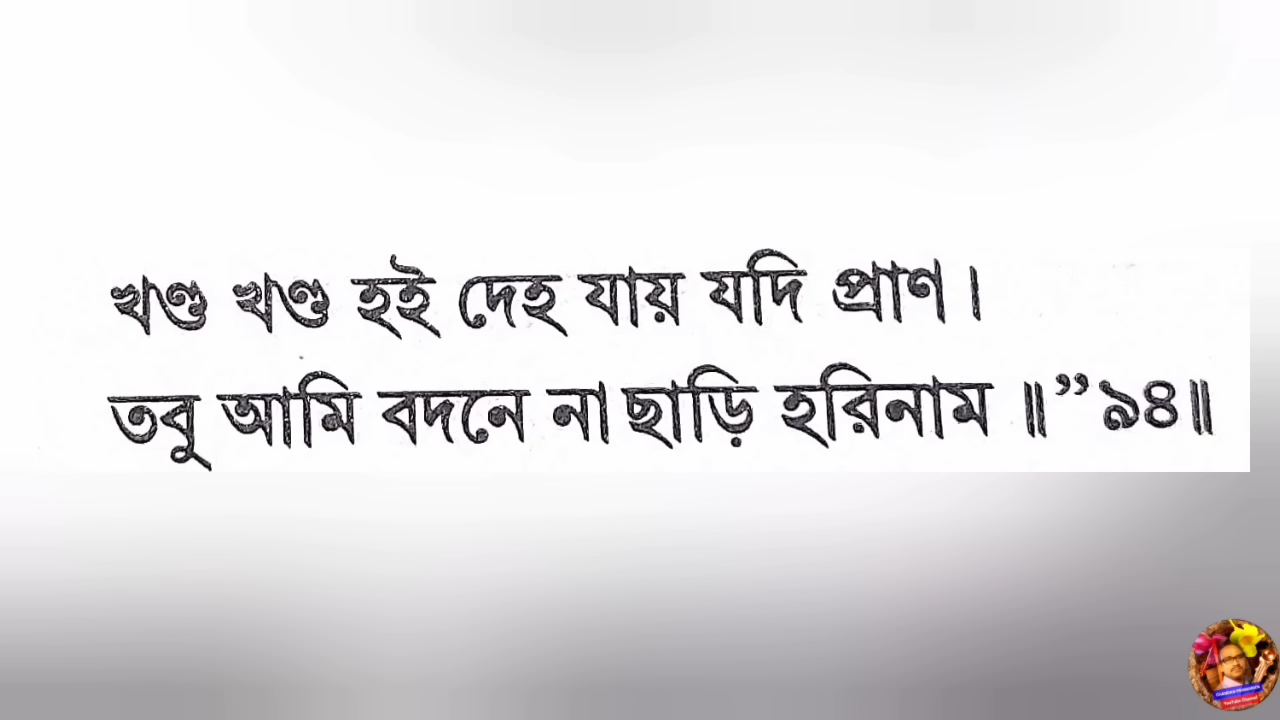 খণ্ড খণ্ড হই দেহ যায় যদি প্রাণ।
তবু আমি বদনে না ছাড়ি হরিনাম॥”৯৪॥